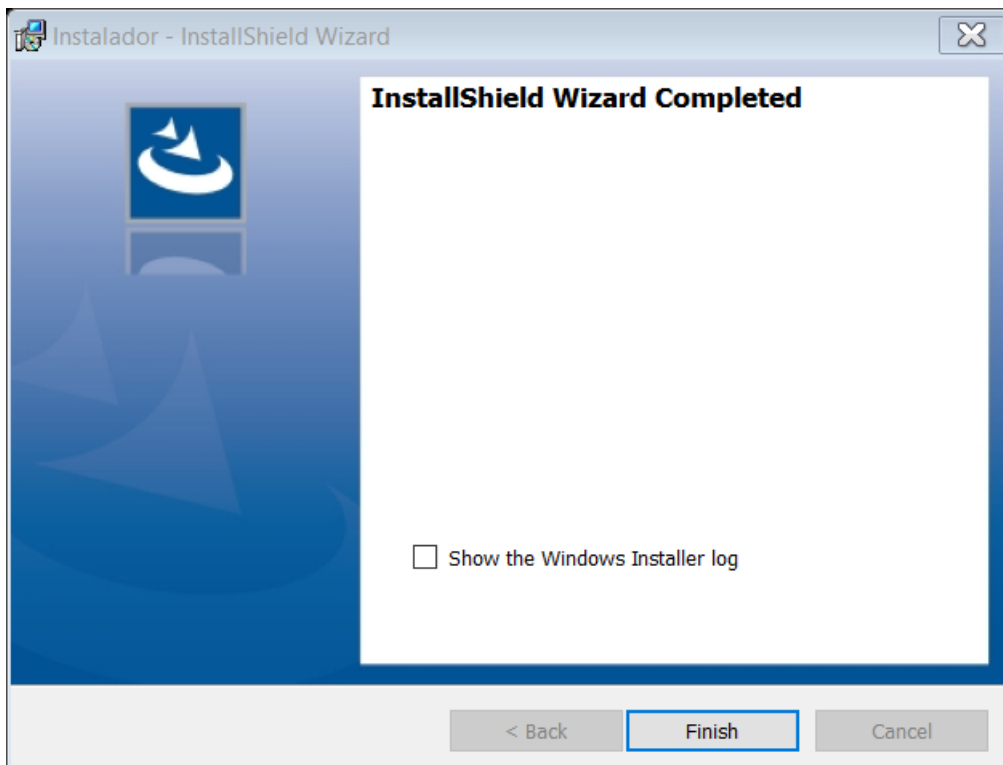 Instalador - InstallShield Wizard
InstallShield Wizard Completed
Show the Windows Installer log
< Back
Finish
Cancel